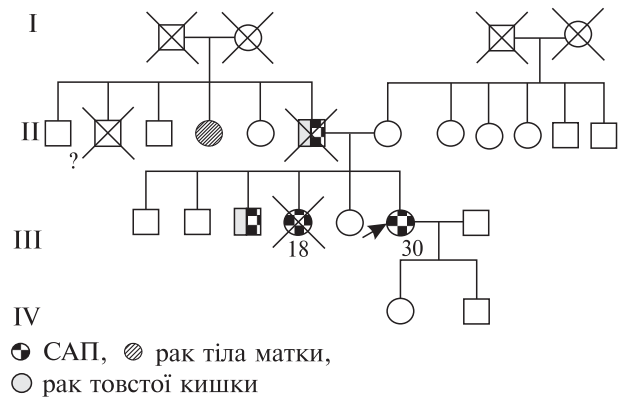 I
II
?
18
30
III
IV
САП, рак тіла матки,
рак товстої кишки